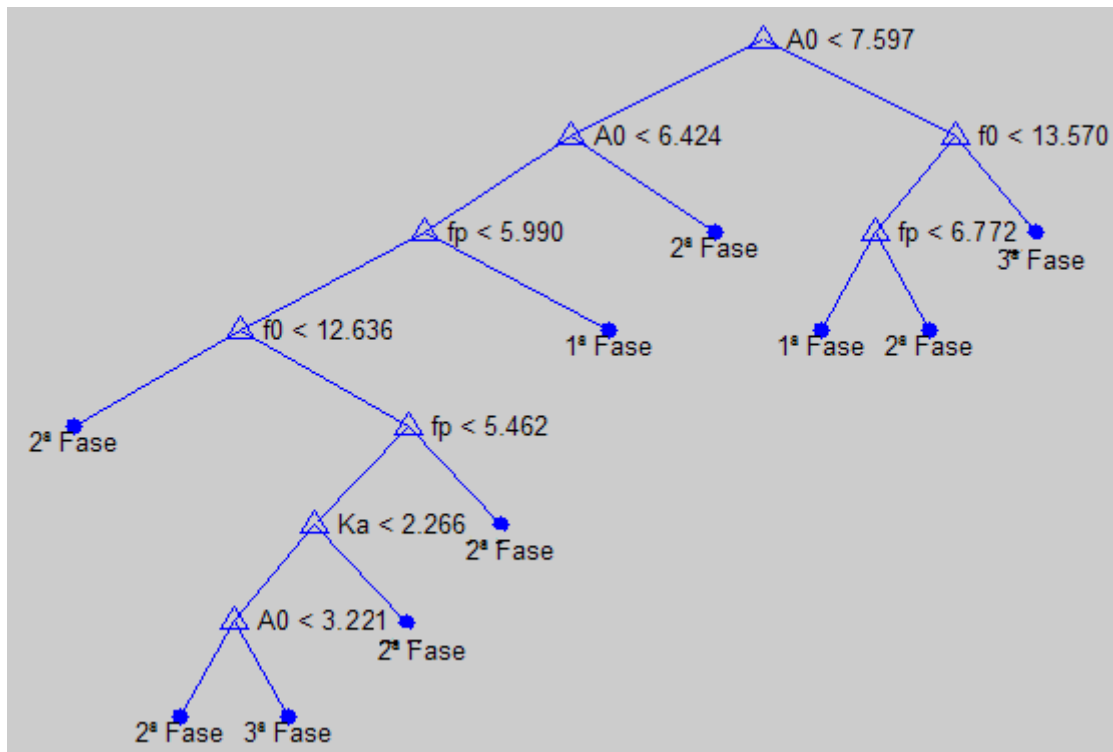 A0 < 7.597
A0 < 6.424
f0 < 13.570
fp < 5.990
2ª Fase
fp < 6.772
3ª Fase
f0 < 12.636
1ª Fase
1ª Fase
2ª Fase
2ª Fase
fp < 5.462
Ka < 2.266
2ª Fase
A0 < 3.221
2ª Fase
2ª Fase
3ª Fase